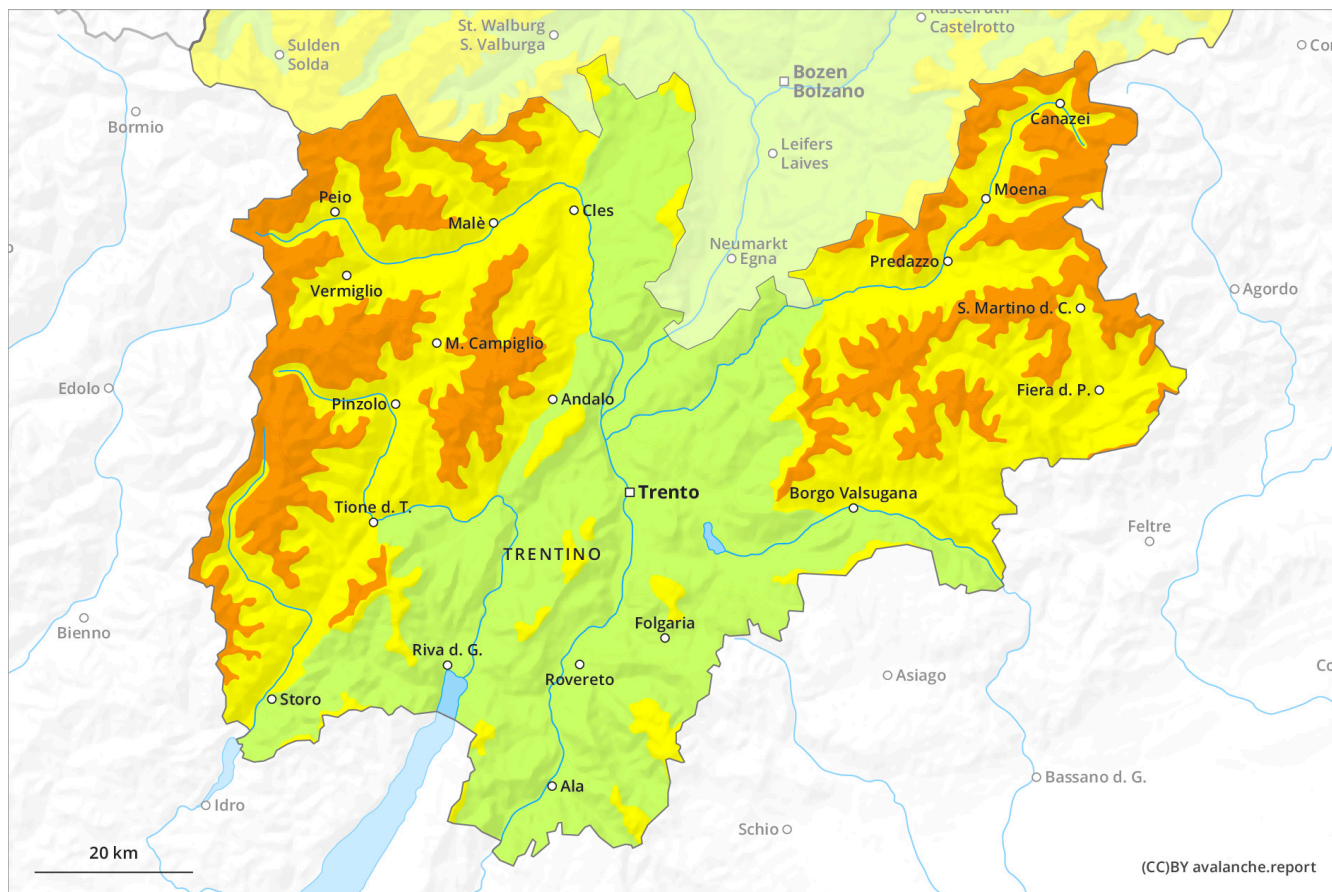 Kastelruth
Castelrotto
St. Walburg
S. Valburga
Sulden
Solda
Bozen
Bolzano
Bormio
Canazei
Leifers
Laives
Moena
Peio
Malè
Cles
Neumarkt
Egna
Predazzo
Vermiglio
Agordo
S. Martino d. C.
M. Campiglio
Edolo
Pinzolo
Andalo
Fiera d. P.
Trento
Borgo Valsugana
Tione d. T.
Feltre
TRENTINO
Bienno
Folgaria
Riva d. G.
Rovereto
Asiago
Storo
Bassano d. G.
Ala
Idro
Schio
20 km
(CC)BY avalanche.report